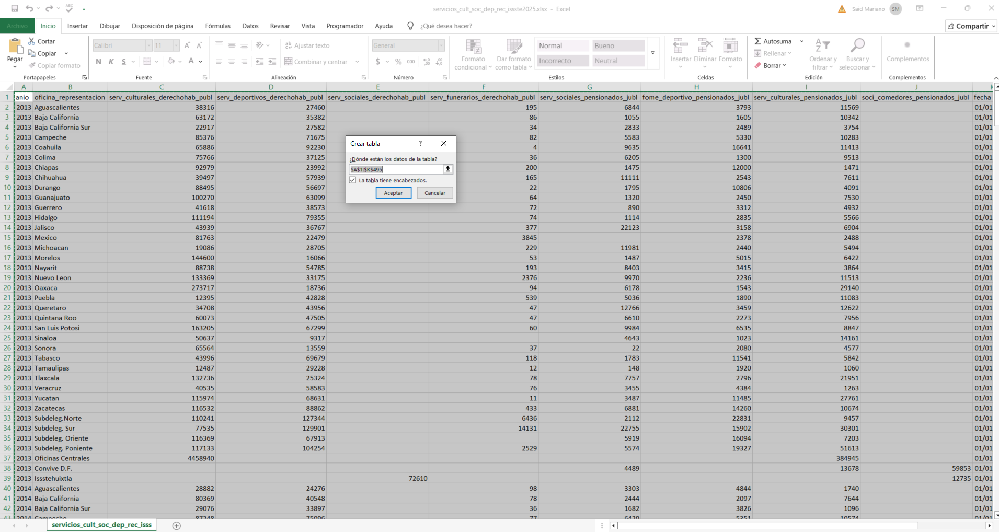 servicios_cult_soc_dep_rec_issste2025.xlsx - Excel
Said Mariano SM
Archivo Inicio Insertar Dibujar Disposición de página Fórmulas Datos Revisar Vista Programador Ayuda ¿Qué desea hacer? Compartir
Pegar
Cortar
Copiar
Copiar formato
Portapapeles
Calibri 11
N K S
Fuente
Ajustar texto
Combinar y centrar
Alineación
General
$ % 000
Número
Formato condicional
Dar formato como tabla
Normal Bueno
Incorrecto Neutral
Estilos
Insertar Eliminar Formato
Celdas
Autosuma
Rellenar
Borrar
Ordenar y filtrar
Buscar y seleccionar
Edición
Complementos
Complementos
A B C D E F G H I J K
1 anio oficina_representacion serv_culturales_derechohab_publ serv_deportivos_derechohab_publ serv_sociales_derechohab_publ serv_funerarios_derechohab_publ serv_sociales_pensionados_jubl fome_deportivo_pensionados_jubl serv_culturales_pensionados_jubl soci_comedores_pensionados_jubl fecha
2 2013 Aguascalientes 38316 27460 195 6844 3793 11569 01/01
3 2013 Baja California 63172 35382 86 1055 1605 10342 01/01
4 2013 Baja California Sur 22917 27582 34 2833 2489 3754 01/01
5 2013 Campeche 85376 71675 82 5583 5330 10283 01/01
6 2013 Coahuila 65886 92230 4 9635 16641 11413 01/01
7 2013 Colima 75766 37125 36 6205 1300 9513 01/01
8 2013 Chiapas 92979 23992 200 1475 12000 1471 01/01
9 2013 Chihuahua 39497 57939 165 11111 2543 7611 01/01
10 2013 Durango 88495 56697 22 1795 10806 4091 01/01
11 2013 Guanajuato 100270 63099 64 1320 2450 7530 01/01
12 2013 Guerrero 41618 38573 72 890 3312 4932 01/01
13 2013 Hidalgo 111194 79355 74 1114 2835 5566 01/01
14 2013 Jalisco 43939 36767 377 22123 3158 6904 01/01
15 2013 Mexico 81763 22479 3845 2378 2488 01/01
16 2013 Michoacan 19086 28705 229 11981 2440 5494 01/01
17 2013 Morelos 144600 16066 53 1487 5015 6422 01/01
18 2013 Nayarit 88738 54785 193 8403 3415 3864 01/01
19 2013 Nuevo Leon 133369 33175 2376 9970 2236 11513 01/01
20 2013 Oaxaca 273717 18736 94 6178 1543 29140 01/01
21 2013 Puebla 12395 42828 539 5036 1890 11083 01/01
22 2013 Queretaro 34708 43956 47 12766 3459 12622 01/01
23 2013 Quintana Roo 60073 47505 47 6610 2273 7956 01/01
24 2013 San Luis Potosi 163205 67299 60 9984 6535 8847 01/01
25 2013 Sinaloa 50637 9317 4643 1023 14161 01/01
26 2013 Sonora 65564 13559 37 22 2080 4577 01/01
27 2013 Tabasco 43996 69679 118 1783 11541 5842 01/01
28 2013 Tamaulipas 12487 29228 12 148 1920 1060 01/01
29 2013 Tlaxcala 132736 25324 78 7757 2796 21951 01/01
30 2013 Veracruz 40535 58583 76 3455 4384 1263 01/01
31 2013 Yucatan 115974 68631 11 3487 11485 27761 01/01
32 2013 Zacatecas 116532 88862 433 6881 14260 10674 01/01
33 2013 Subdeleg.Norte 110241 127344 6436 2112 22831 9457 01/01
34 2013 Subdeleg. Sur 77535 129901 14131 22755 15902 30301 01/01
35 2013 Subdeleg. Oriente 116369 67913 5919 16094 7203 01/01
36 2013 Subdeleg. Poniente 117133 104254 2529 5574 19327 51613 01/01
37 2013 Oficinas Centrales 4458940 384945 01/01
38 2013 Convive D.F. 4489 13678 59853 01/01
39 2013 Issstehuixtla 72610 12735 01/01
40 2014 Aguascalientes 28882 24276 98 3303 4844 1740 01/01
41 2014 Baja California 80369 40548 78 2444 2097 7644 01/01
42 2014 Baja California Sur 29076 33897 36 1682 3826 1096 01/01
43 2014 Campeche 87248 75096 77 6429 5351 10574 01/01
Crear tabla ?
¿Dónde están los datos de la tabla?
$A$1:$K$495
La tabla tiene encabezados.
Aceptar Cancelar
servicios_cult_soc_dep_rec_isss